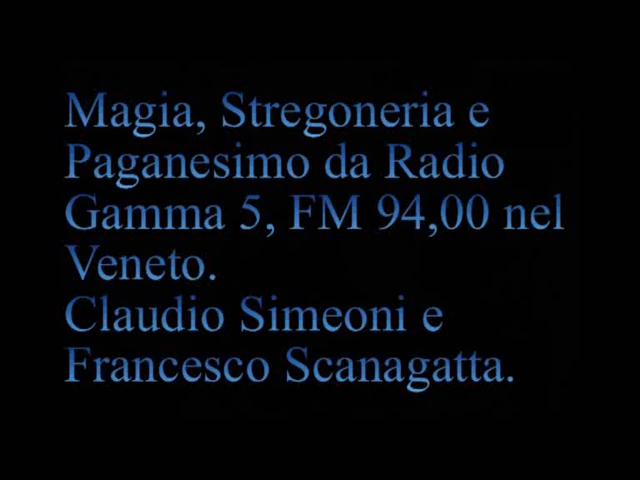 Magia, Stregoneria e
Paganesimo da Radio
Gamma 5, FM 94,00 nel
Veneto.
Claudio Simeoni e
Francesco Scanagatta.